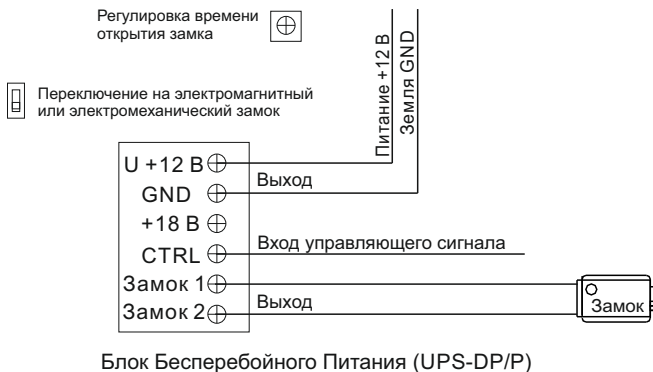 Регулировка времени
открытия замка
Переключение на электромагнитный
или электромеханический замок
Питание +12 В
Земля GND
U +12 В
GND
Выход
+18 В
CTRL
Вход управляющего сигнала
Замок 1
Замок 2
Выход
Замок
Блок Бесперебойного Питания (UPS-DP/P)